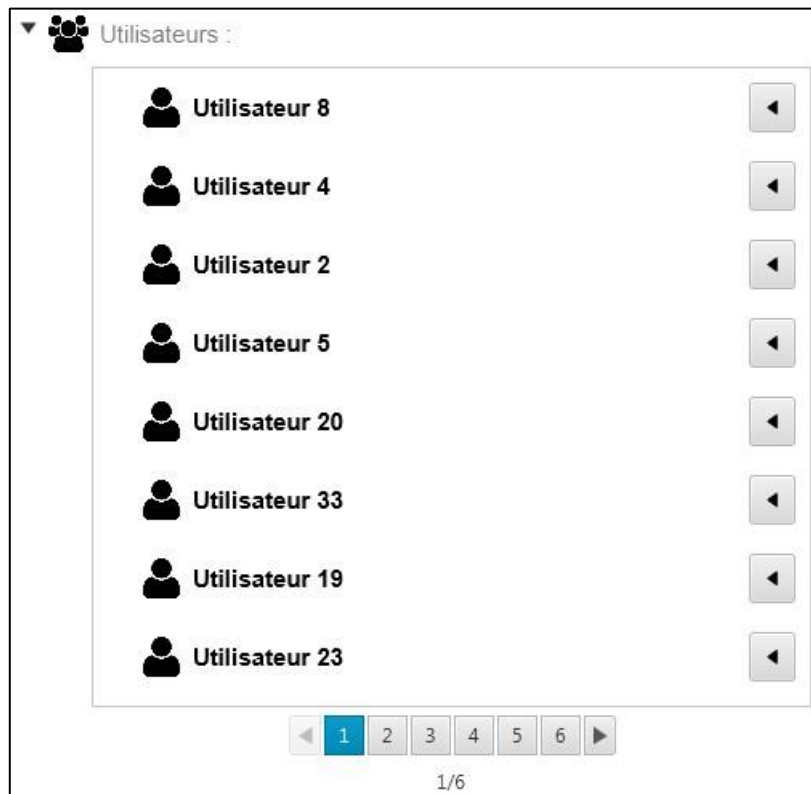 Utilisateurs :
Utilisateur 8
Utilisateur 4
Utilisateur 2
Utilisateur 5
Utilisateur 20
Utilisateur 33
Utilisateur 19
Utilisateur 23
1 2 3 4 5 6
1/6